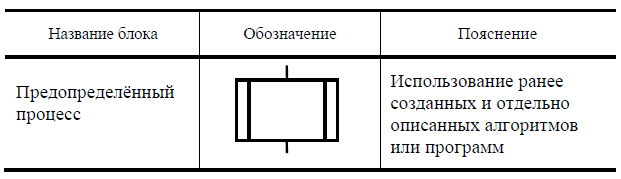 Название блока
Обозначение
Пояснение
Предопределённый
процесс
Использование ранее
созданных и отдельно
описанных алгоритмов
или программ